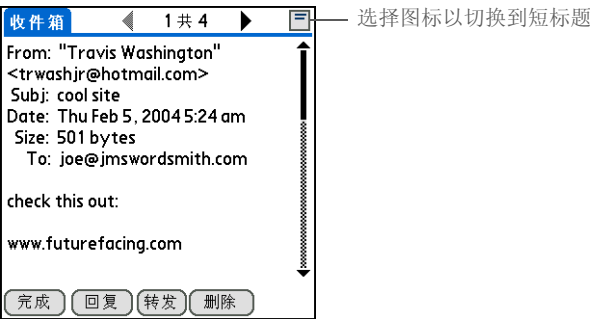 收件箱 1 共 4
选择图标以切换到短标题
From: "Travis Washington"
<trwashjr@hotmail.com>
Subj: cool site
Date: Thu Feb 5, 2004 5:24 am
Size: 501 bytes
To: joe@jmswordsmith.com
check this out:
www.futurefacing.com
完成 回复 转发 删除